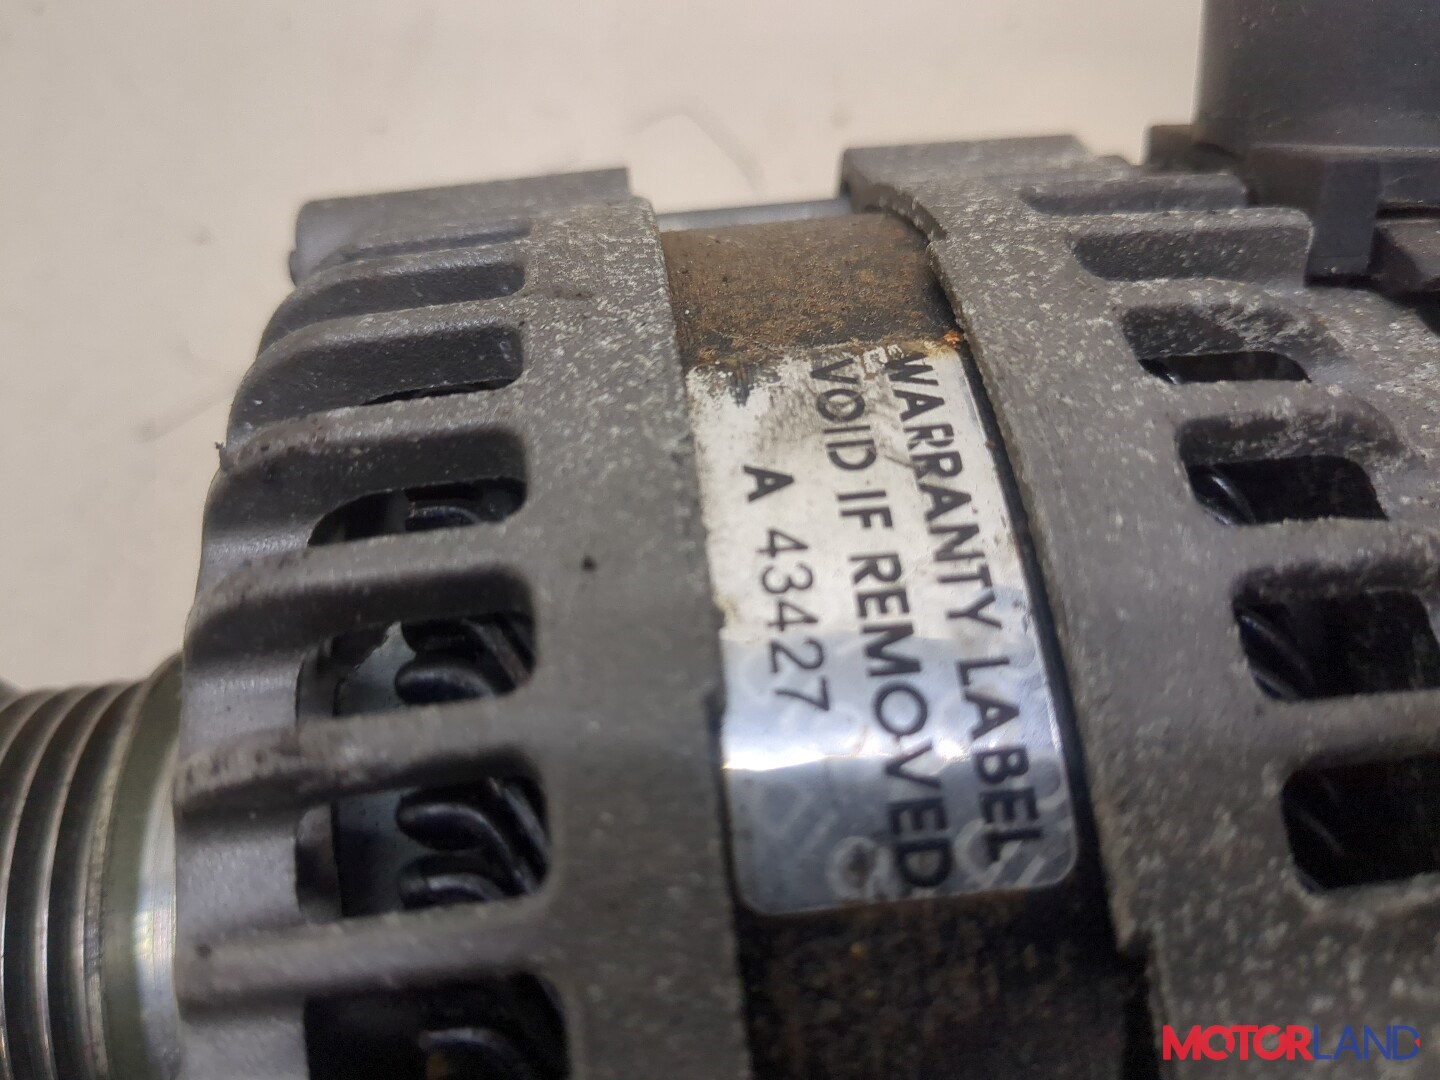 WARRANTY LABEL
VOID IF REMOVED
A 43427
MOTORLAND